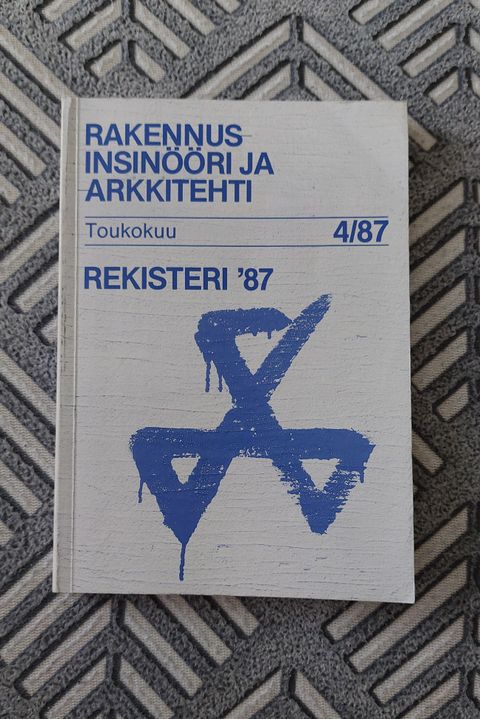 RAKENNUS
INSINÖÖRI JA
ARKKITEHTI
Toukokuu 4/87
REKISTERI ’87